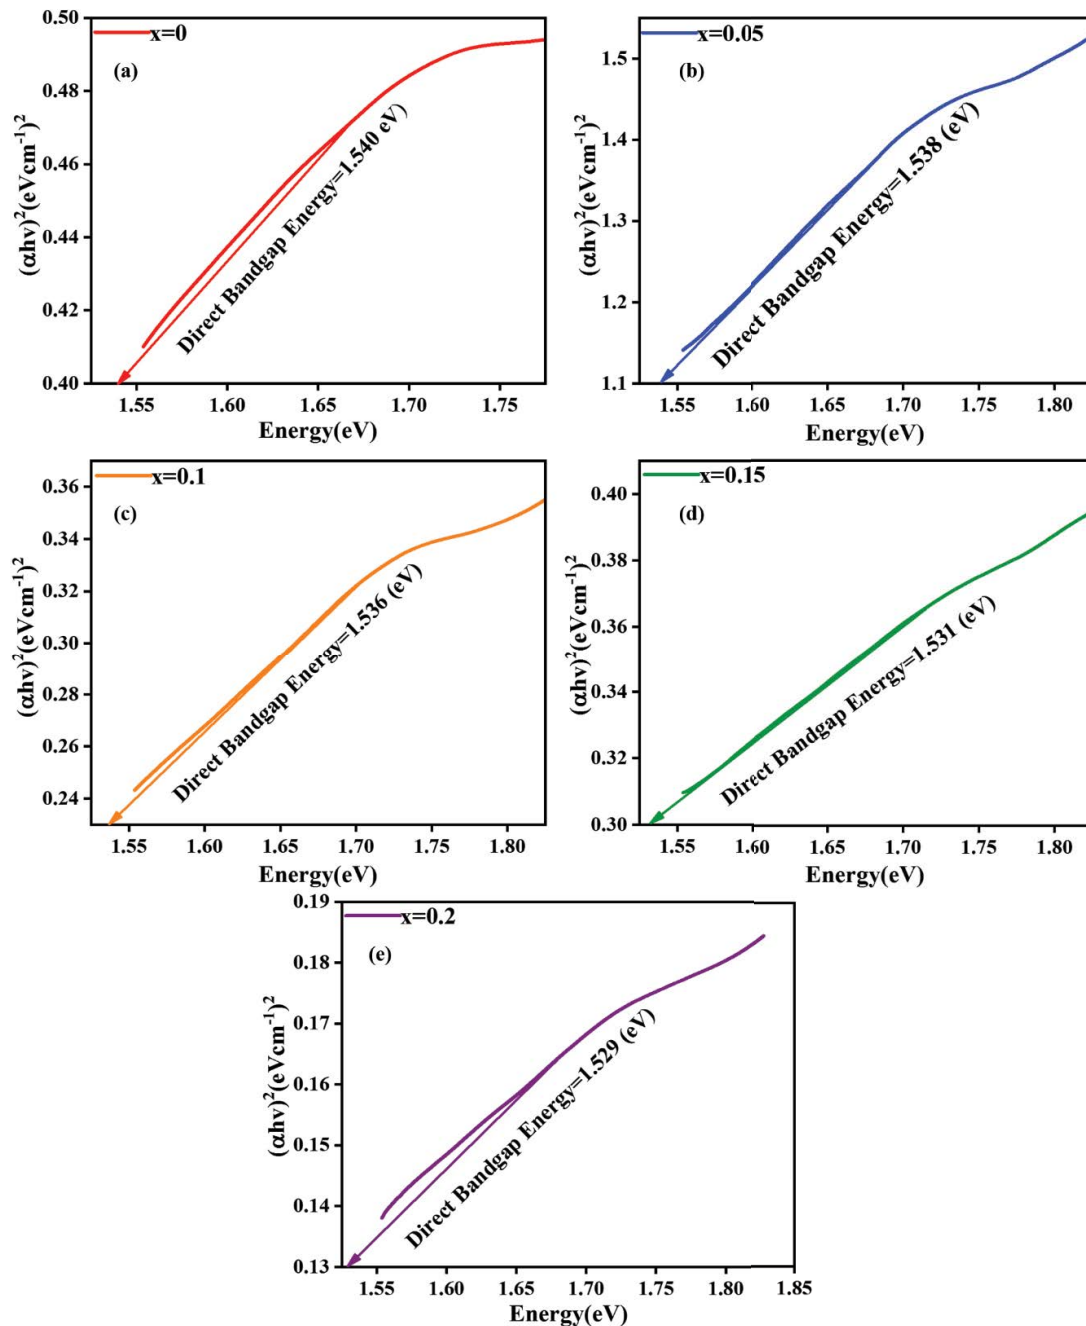 x=0
(a)
Direct Bandgap Energy=1.540 eV)
(αhv)²(eVcm⁻¹)²
0.50
0.48
0.46
0.44
0.42
0.40
1.55
1.60
1.65
1.70
1.75
Energy(eV)
x=0.05
(b)
Direct Bandgap Energy=1.538 (eV)
(αhv)²(eVcm⁻¹)²
1.5
1.4
1.3
1.2
1.1
1.55
1.60
1.65
1.70
1.75
1.80
Energy(eV)
x=0.1
(c)
Direct Bandgap Energy=1.536 (eV)
(αhv)²(eVcm⁻¹)²
0.36
0.34
0.32
0.30
0.28
0.26
0.24
1.55
1.60
1.65
1.70
1.75
1.80
Energy(eV)
x=0.15
(d)
Direct Bandgap Energy=1.531 (eV)
(αhv)²(eVcm⁻¹)²
0.40
0.38
0.36
0.34
0.32
0.30
1.55
1.60
1.65
1.70
1.75
1.80
Energy(eV)
x=0.2
(e)
Direct Bandgap Energy=1.529 (eV)
(αhv)²(eVcm⁻¹)²
0.19
0.18
0.17
0.16
0.15
0.14
0.13
1.55
1.60
1.65
1.70
1.75
1.80
1.85
Energy(eV)